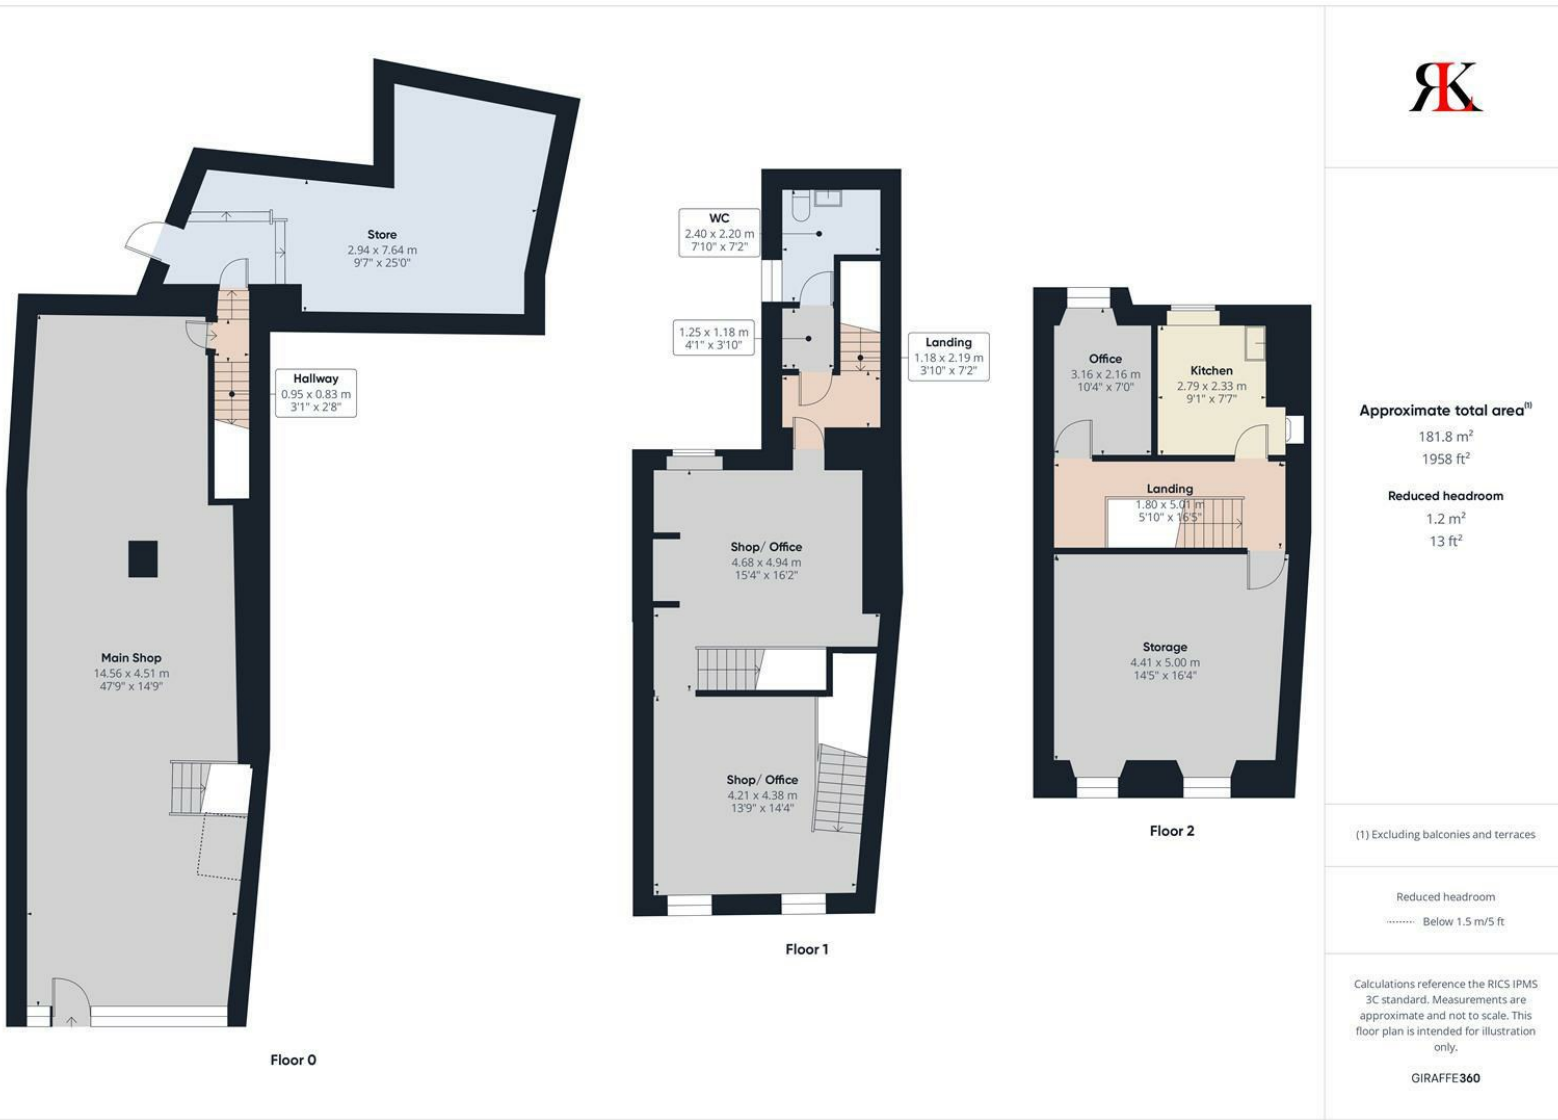 Store
2.94 x 7.64 m
9'7" x 25'0"
Hallway
0.95 x 0.83 m
3'1" x 2'8"
Main Shop
14.56 x 4.51 m
47'9" x 14'9"
Floor 0
WC
2.40 x 2.20 m
7'10" x 7'2"
1.25 x 1.18 m
4'1" x 3'10"
Landing
1.18 x 2.19 m
3'10" x 7'2"
Shop/ Office
4.68 x 4.94 m
15'4" x 16'2"
Shop/ Office
4.21 x 4.38 m
13'9" x 14'4"
Floor 1
Office
3.16 x 2.16 m
10'4" x 7'0"
Kitchen
2.79 x 2.33 m
9'1" x 7'7"
Landing
1.80 x 5.01 m
5'10" x 16'5"
Storage
4.41 x 5.00 m
14'5" x 16'4"
Floor 2
RLK
Approximate total area(1)
181.8 m²
1958 ft²
Reduced headroom
1.2 m²
13 ft²
(1) Excluding balconies and terraces
Reduced headroom
Below 1.5 m/5 ft
Calculations reference the RICS IPMS
3C standard. Measurements are
approximate and not to scale. This
floor plan is intended for illustration
only.
GIRAFFE360